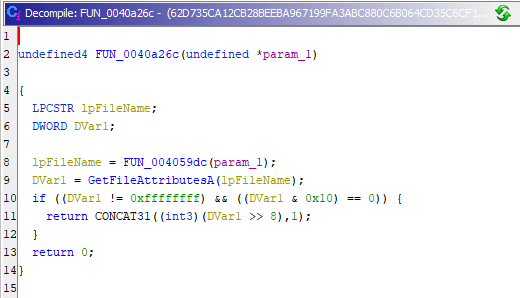 Decompile: FUN_0040a26c - (62D735CA12CB28BEEBA967199FA3ABC880C6B064CD35C6CF1...
1
2 undefined4 FUN_0040a26c(undefined *param_1)
3
4 {
5 LPCSTR lpFileName;
6 DWORD DVar1;
7
8 lpFileName = FUN_004059dc(param_1);
9 DVar1 = GetFileAttributesA(lpFileName);
10 if ((DVar1 != 0xffffffff) && ((DVar1 & 0x10) == 0)) {
11 return CONCAT31((int3)(DVar1 >> 8),1);
12 }
13 return 0;
14 }
15